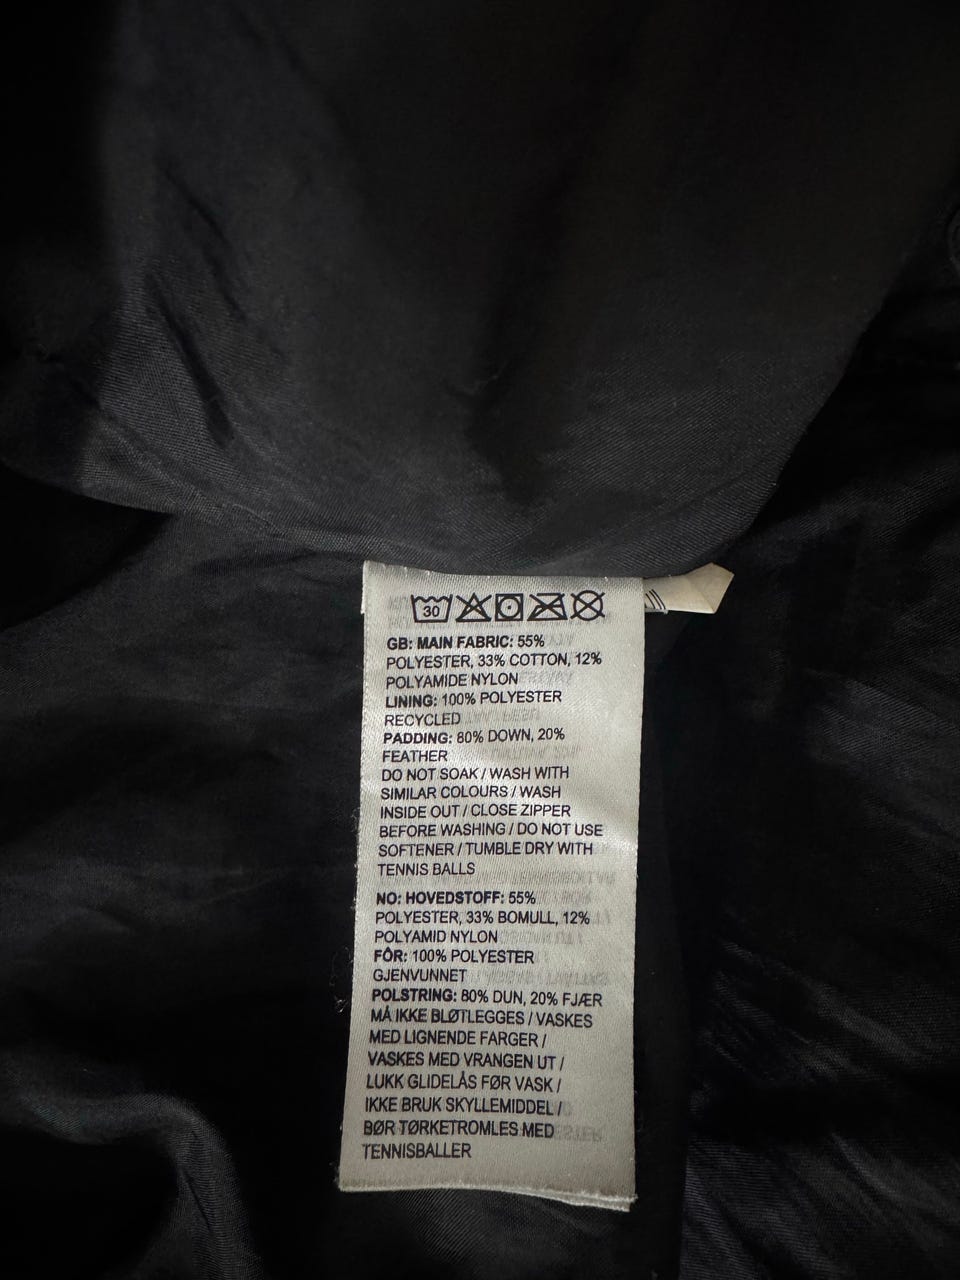 30
GB: MAIN FABRIC: 55%
POLYESTER, 33% COTTON, 12%
POLYAMIDE NYLON
LINING: 100% POLYESTER
RECYCLED
PADDING: 80% DOWN, 20%
FEATHER
DO NOT SOAK / WASH WITH
SIMILAR COLOURS / WASH
INSIDE OUT / CLOSE ZIPPER
BEFORE WASHING / DO NOT USE
SOFTENER / TUMBLE DRY WITH
TENNIS BALLS
NO: HOVEDSTOFF: 55%
POLYESTER, 33% BOMULL, 12%
POLYAMID NYLON
FÔR: 100% POLYESTER
GJENVUNNET
POLSTRING: 80% DUN, 20% FJÆR
MÅ IKKE BLØTLEGGES / VASKES
MED LIGNENDE FARGER /
VASKES MED VRANGEN UT /
LUKK GLIDELÅS FØR VASK /
IKKE BRUK SKYLLEMIDDEL /
BØR TØRKETROMLES MED
TENNISBALLER